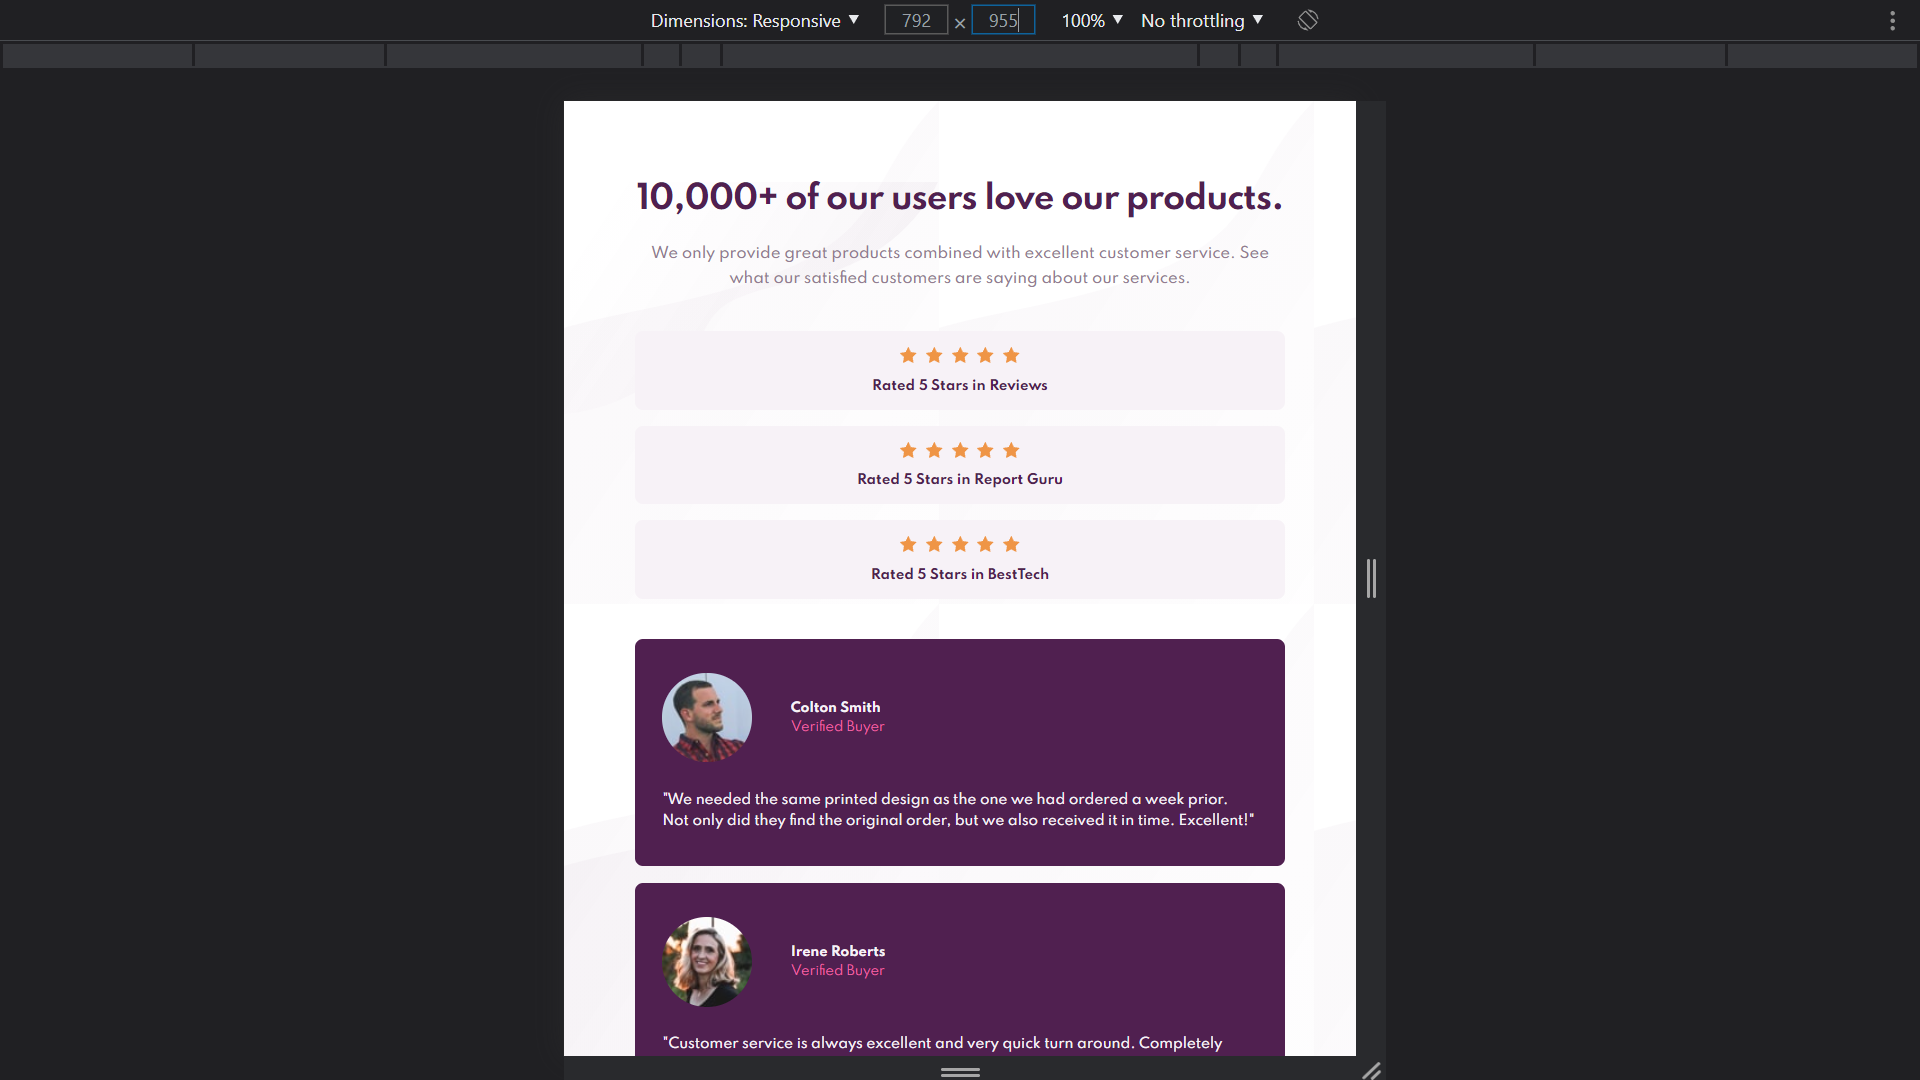 Dimensions: Responsive ▼ 792 × 955 100% ▼ No throttling ▼
10,000+ of our users love our products.
We only provide great products combined with excellent customer service. See
what our satisfied customers are saying about our services.
Rated 5 Stars in Reviews
Rated 5 Stars in Report Guru
Rated 5 Stars in BestTech
Colton Smith
Verified Buyer
"We needed the same printed design as the one we had ordered a week prior.
Not only did they find the original order, but we also received it in time. Excellent!"
Irene Roberts
Verified Buyer
"Customer service is always excellent and very quick turn around. Completely